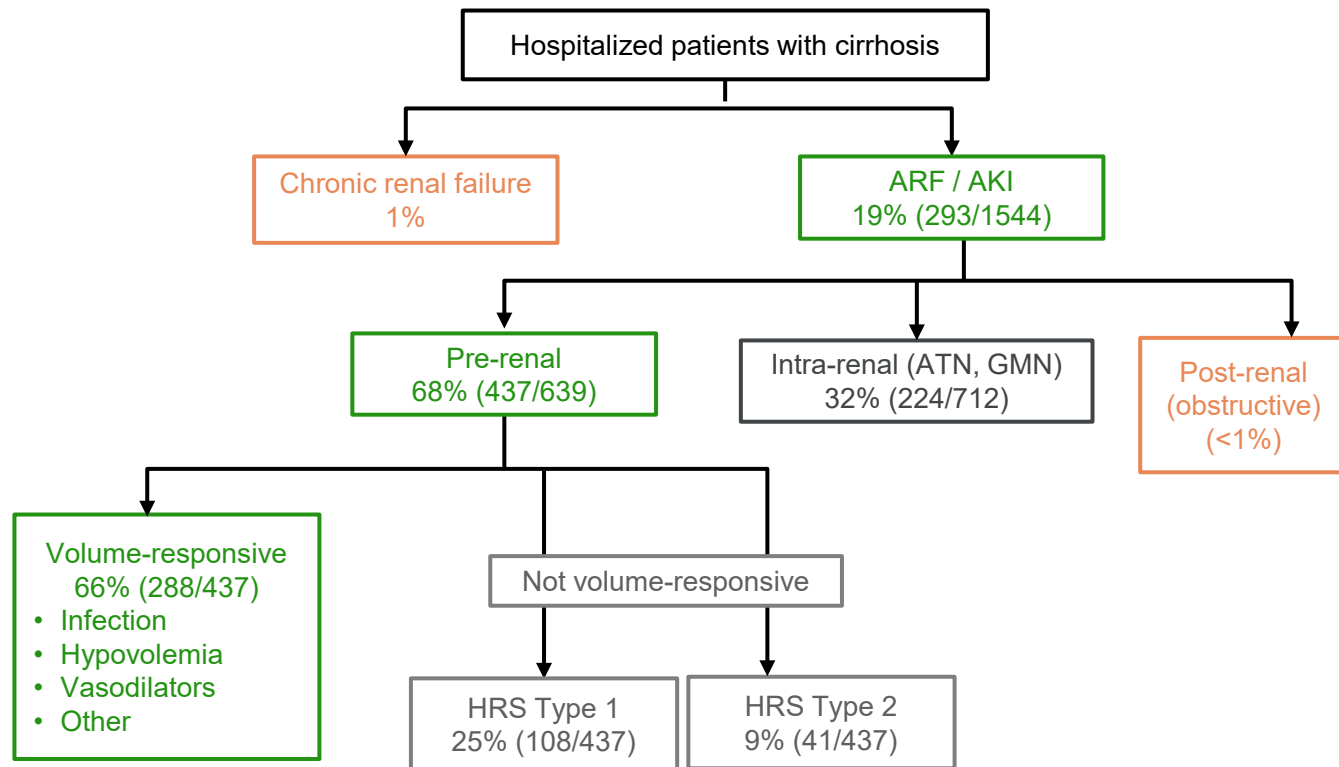 Hospitalized patients with cirrhosis
Chronic renal failure
1%
ARF / AKI
19% (293/1544)
Pre-renal
68% (437/639)
Intra-renal (ATN, GMN)
32% (224/712)
Post-renal
(obstructive)
(<1%)
Volume-responsive
66% (288/437)
• Infection
• Hypovolemia
• Vasodilators
• Other
Not volume-responsive
HRS Type 1
25% (108/437)
HRS Type 2
9% (41/437)